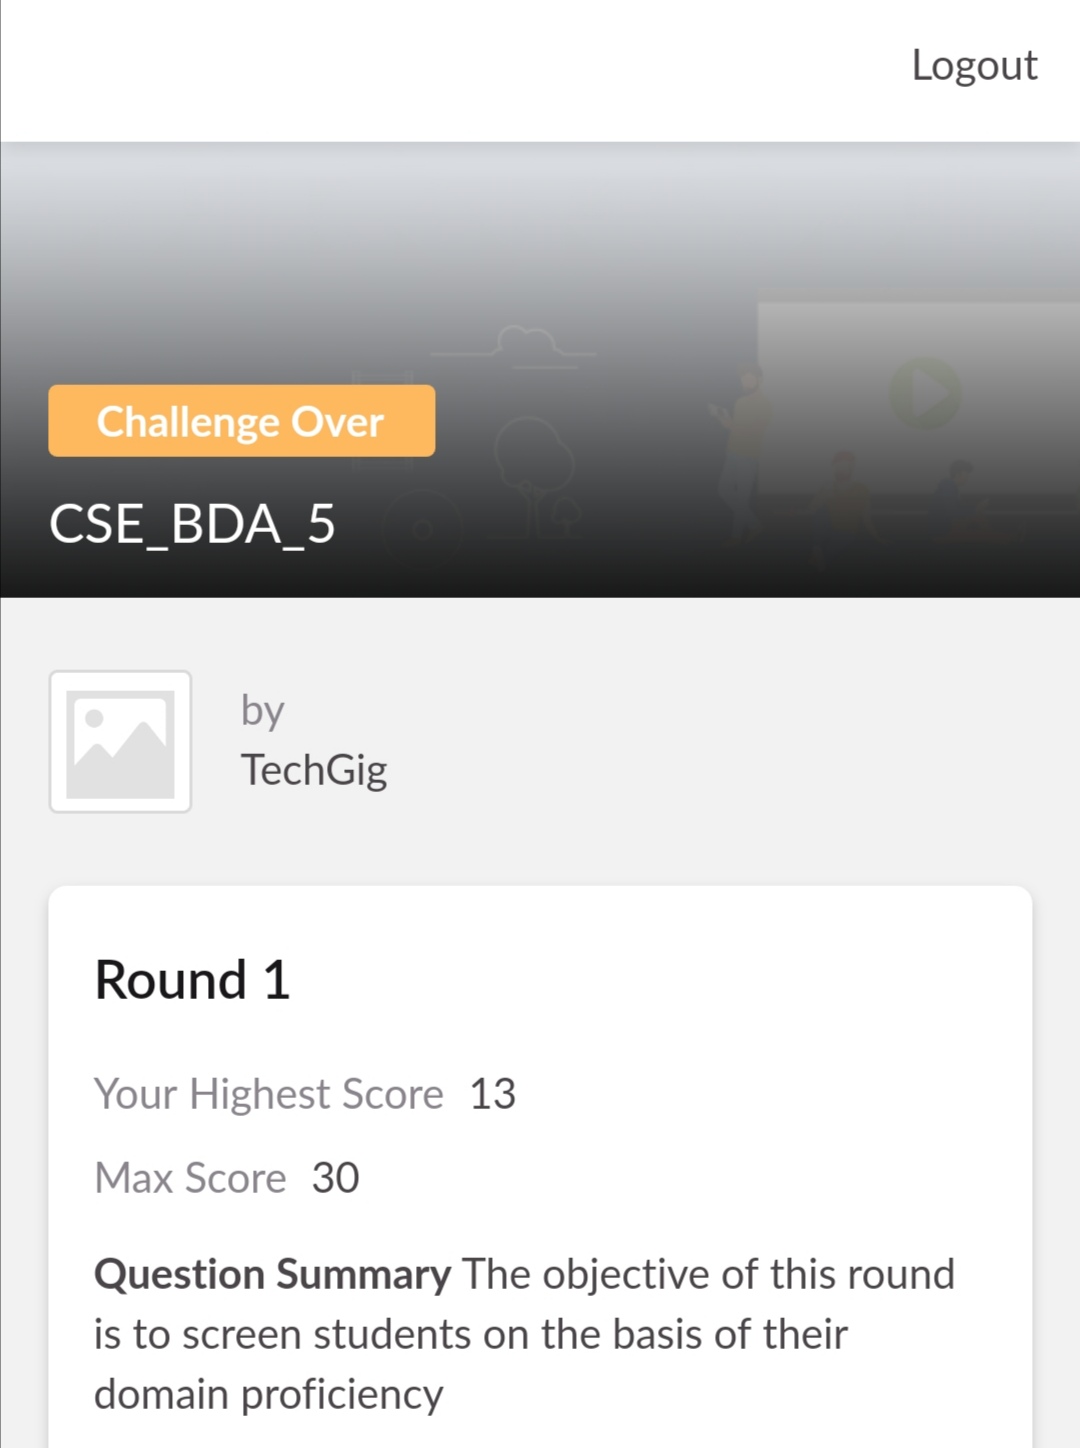 Logout
Challenge Over
CSE_BDA_5
by
TechGig
Round 1
Your Highest Score 13
Max Score 30
Question Summary The objective of this round
is to screen students on the basis of their
domain proficiency